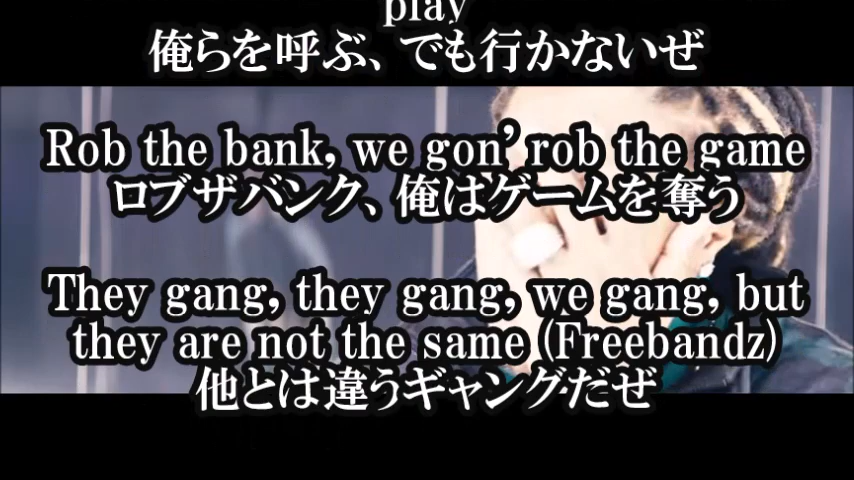 play
俺らを呼ぶ、でも行かないぜ
Rob the bank, we gon' rob the game
ロブザバンク、俺はゲームを奪う
They gang, they gang, we gang, but
they are not the same (Freebandz)
他とは違うギャングだぜ